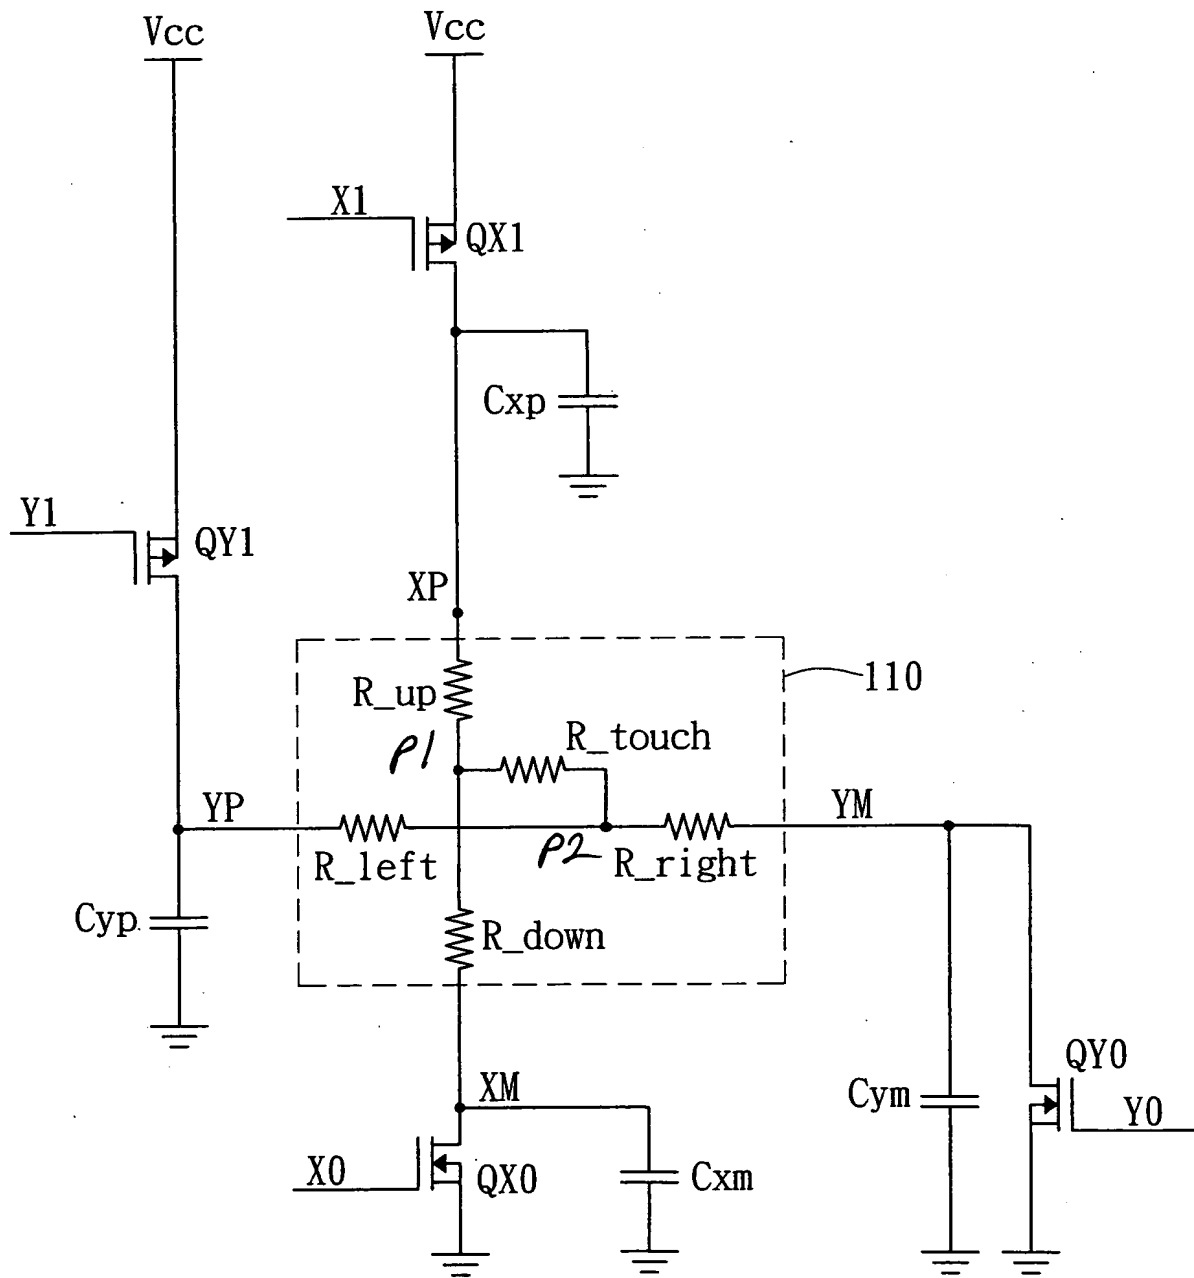 Vcc
Vcc
X1
QX1
Cxp
Y1
QY1
XP
110
R_up
R_touch
P1
YP
YM
P2
R_left
R_right
Cyp
R_down
QY0
XM
Cym
Y0
X0
QX0
Cxm